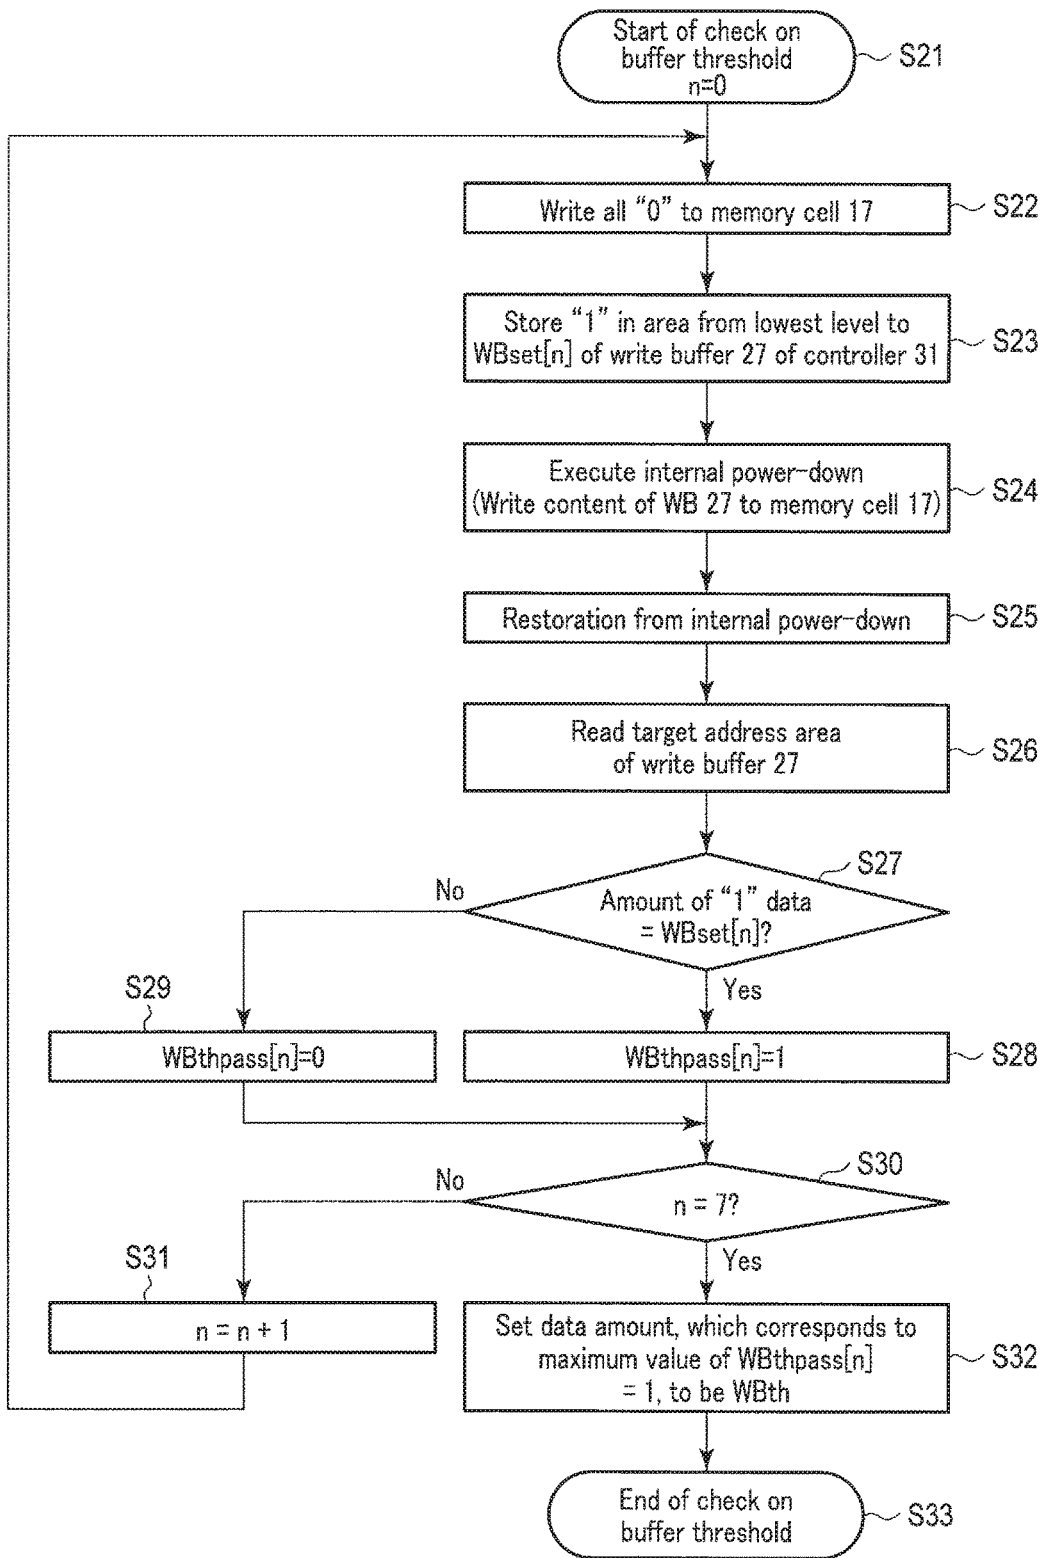 Start of check on
buffer threshold
n=0
S21
Write all “0” to memory cell 17
S22
Store “1” in area from lowest level to
WBset[n] of write buffer 27 of controller 31
S23
Execute internal power-down
(Write content of WB 27 to memory cell 17)
S24
Restoration from internal power-down
S25
Read target address area
of write buffer 27
S26
S27
No
Amount of “1” data
= WBset[n]?
Yes
S29
WBthpass[n]=0
WBthpass[n]=1
S28
S30
No
n = 7?
Yes
S31
n = n + 1
Set data amount, which corresponds to
maximum value of WBthpass[n]
= 1, to be WBth
S32
End of check on
buffer threshold
S33